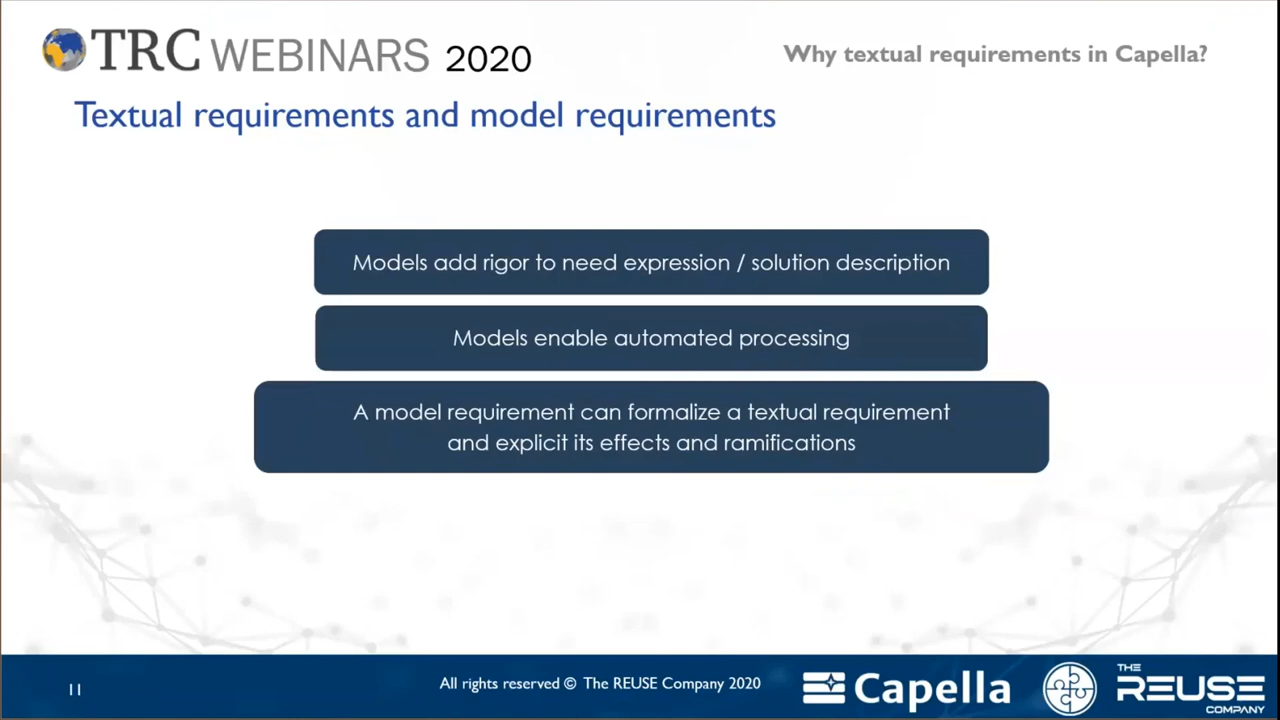 TRC WEBINARS 2020
Why textual requirements in Capella?
Textual requirements and model requirements
Models add rigor to need expression / solution description
Models enable automated processing
A model requirement can formalize a textual requirement
and explicit its effects and ramifications
11
All rights reserved © The REUSE Company 2020
Capella
THE
REUSE
COMPANY